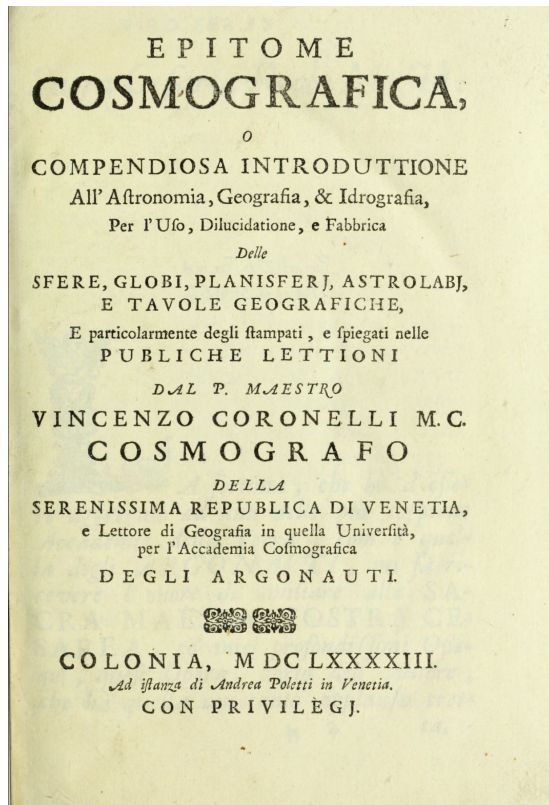 EPITOME
COSMOGRAFICA,
O
COMPENDIOSA INTRODUTTIONE
All' Aſtronomia, Geografia, & Idrografia,
Per l'Uſo, Dilucidatione, e Fabbrica
Delle
SFERE, GLOBI, PLANISFERJ, ASTROLABJ,
E TAVOLE GEOGRAFICHE,
E particolarmente degli ſtampati, e ſpiegati nelle
PUBLICHE LETTIONI
DAL P. MAESTRO
VINCENZO CORONELLI M.C.
COSMOGRAFO
DELLA
SERENISSIMA REPUBLICA DI VENETIA,
e Lettore di Geografia in quella Univerſità,
per l'Accademia Coſmografica
DEGLI ARGONAUTI.
COLONIA, M DC LXXXXIII.
Ad iſtanza di Andrea Poletti in Venetia.
CON PRIVILEGJ.